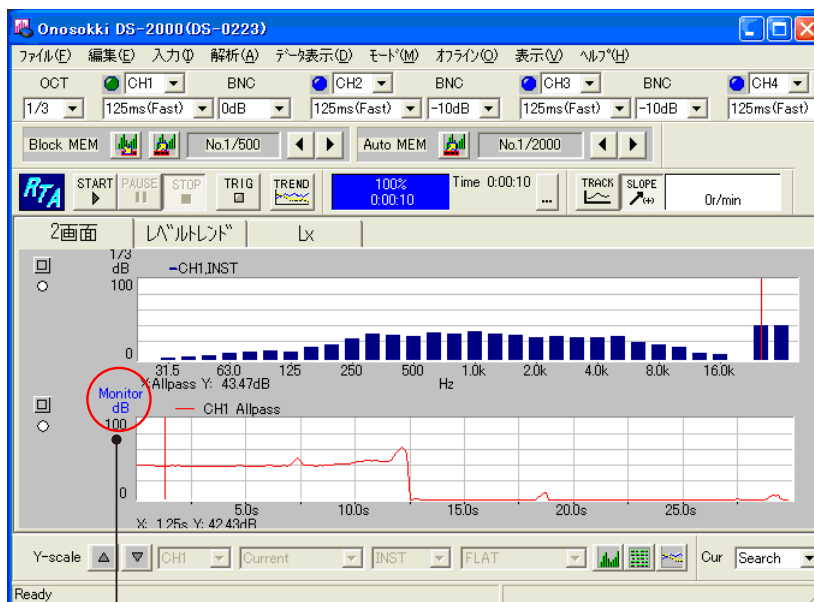 Onosokki DS-2000(DS-0223)
ファイル(F) 編集(E) 入力(I) 解析(A) データ表示(D) モード(M) オフライン(O) 表示(V) ヘルプ(H)
OCT CH1 BNC CH2 BNC CH3 BNC CH4
1/3 125ms(Fast) 0dB 125ms(Fast) -10dB 125ms(Fast) -10dB 125ms(Fast)
Block MEM No.1/500 Auto MEM No.1/2000
RTA START PAUSE STOP TRIG TREND 100% 0:00:10 Time 0:00:10 ... TRACK SLOPE (+) 0r/min
2画面 レベルトレンド Lx
1/3
dB CH1,INST
100
0
31.5 63.0 125 250 500 1.0k 2.0k 4.0k 8.0k 16.0k
X:Allpass Y: 43.47dB Hz
Monitor
dB CH1 Allpass
100
0
5.0s 10.0s 15.0s 20.0s 25.0s
X: 1.25s Y: 42.43dB
Y-scale CH1 Current INST FLAT Cur Search
Ready